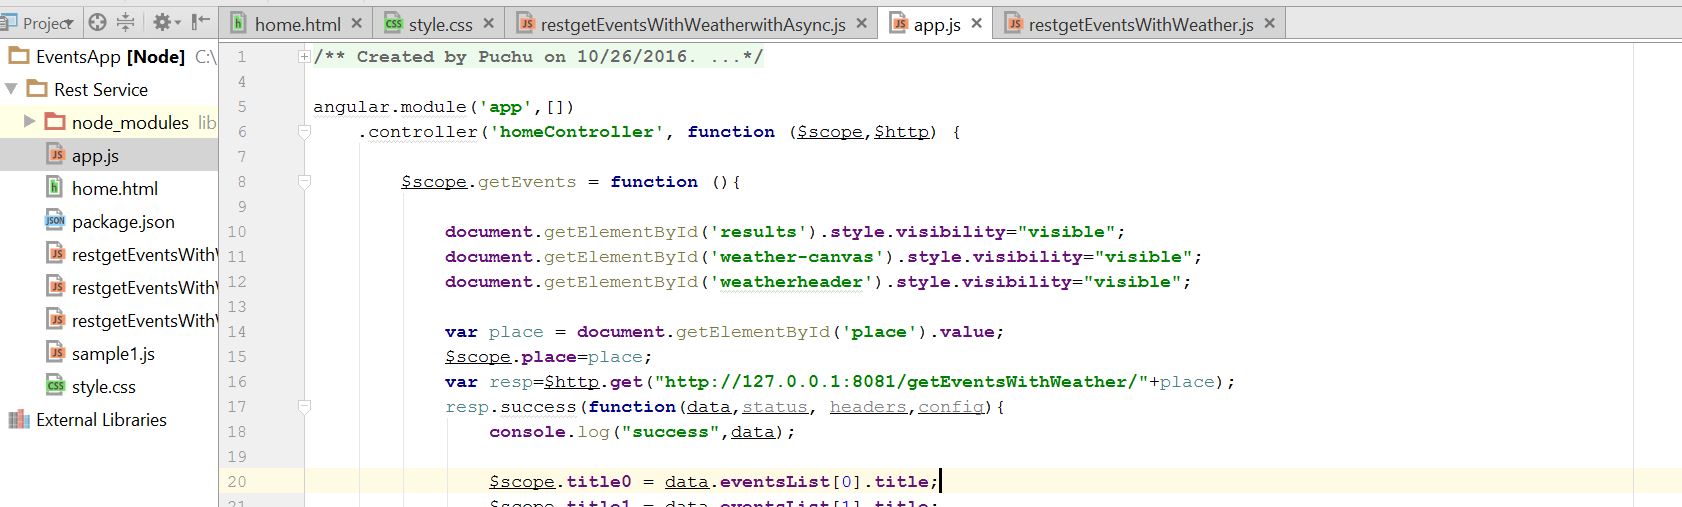 Project
home.html
style.css
restgetEventsWithWeatherwithAsync.js
app.js
restgetEventsWithWeather.js
EventsApp [Node] C:\
Rest Service
node_modules lib
app.js
home.html
package.json
restgetEventsWith
restgetEventsWith
restgetEventsWith
sample1.js
style.css
External Libraries
1 /** Created by Puchu on 10/26/2016. ...*/
4
5 angular.module('app',[])
6 .controller('homeController', function ($scope,$http) {
7
8 $scope.getEvents = function (){
9
10 document.getElementById('results').style.visibility="visible";
11 document.getElementById('weather-canvas').style.visibility="visible";
12 document.getElementById('weatherheader').style.visibility="visible";
13
14 var place = document.getElementById('place').value;
15 $scope.place=place;
16 var resp=$http.get("http://127.0.0.1:8081/getEventsWithWeather/"+place);
17 resp.success(function(data,status, headers,config){
18 console.log("success",data);
19
20 $scope.title0 = data.eventsList[0].title;
21 $scope.title1 = data.eventsList[1].title;